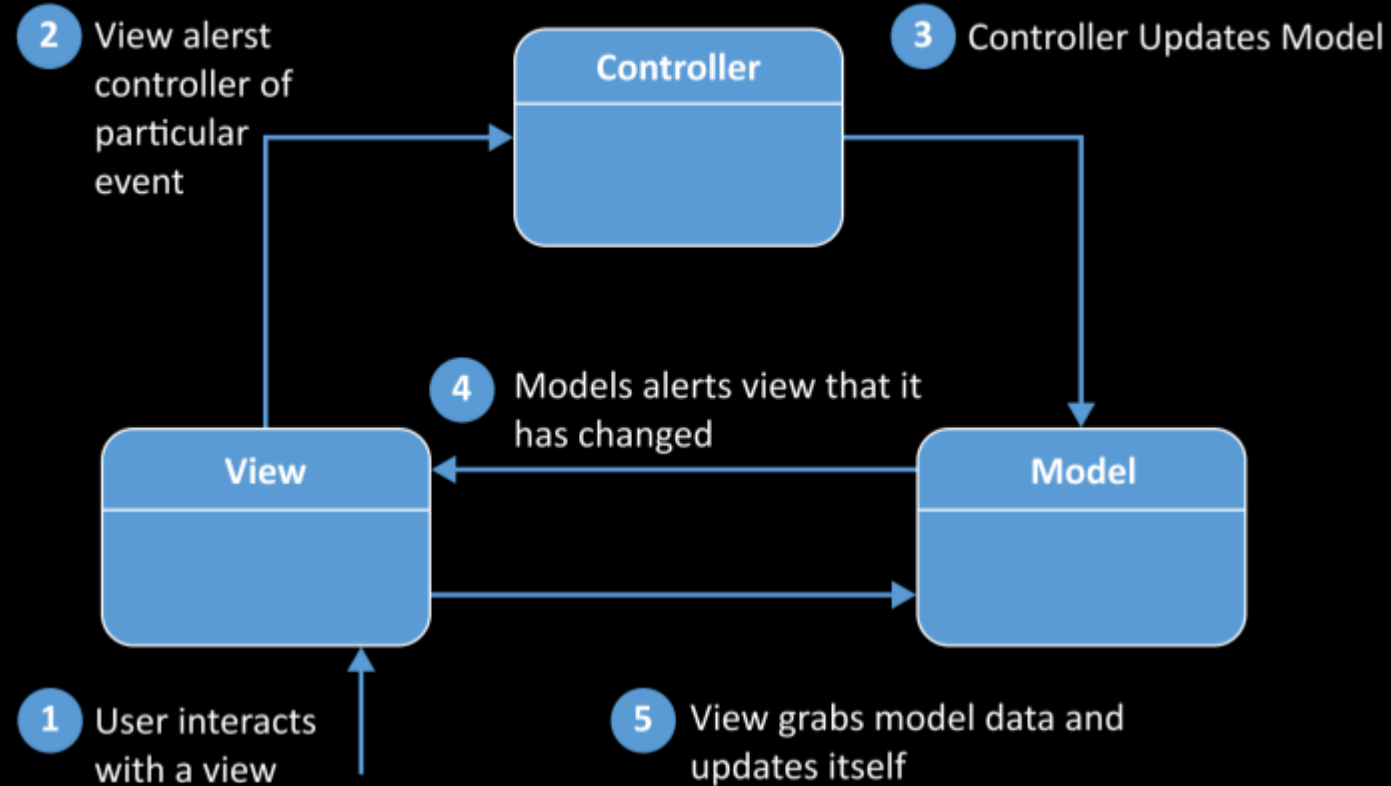 2 View alerst
controller of
particular
event
Controller
3 Controller Updates Model
4 Models alerts view that it
has changed
View
Model
1 User interacts
with a view
5 View grabs model data and
updates itself